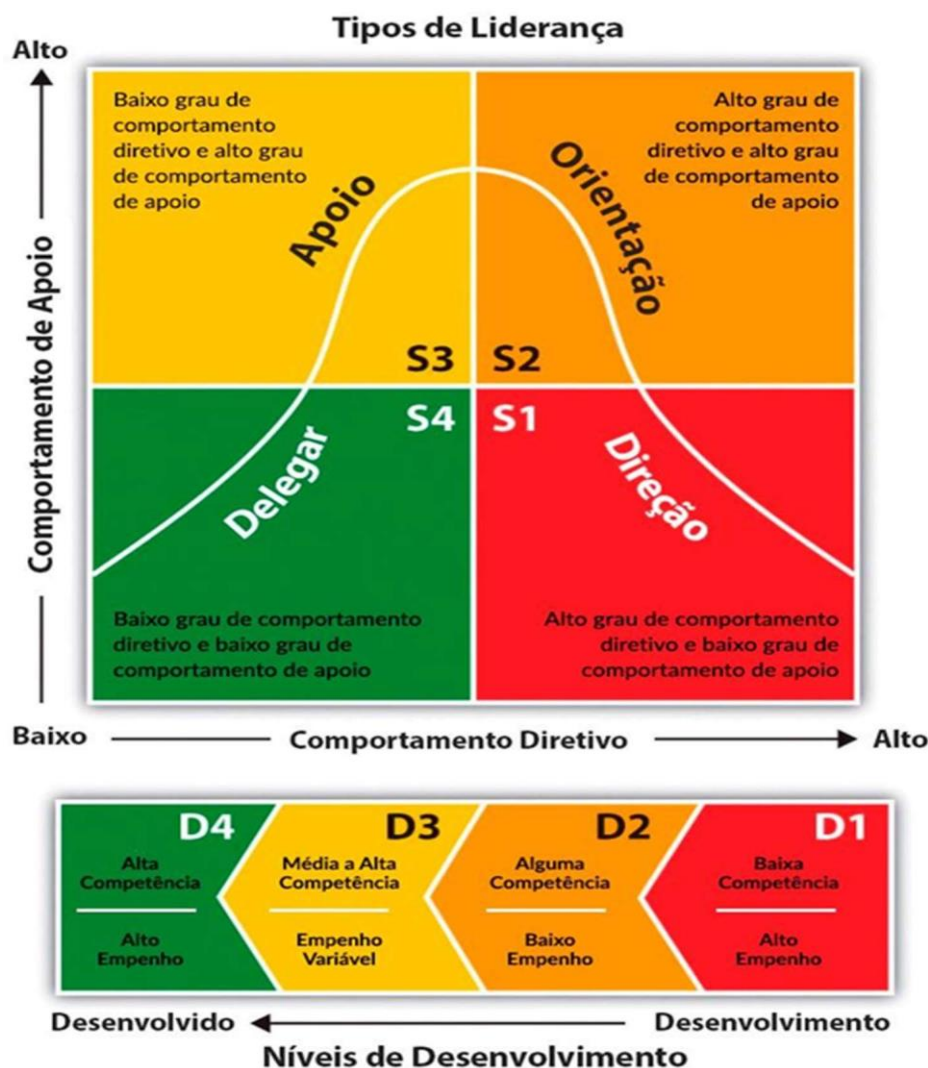 Tipos de Liderança
Alto
Baixo grau de
comportamento
diretivo e alto grau
de comportamento
de apoio
Apoio
S3
Alto grau de
comportamento
diretivo e alto grau
de comportamento
de apoio
Orientação
S2
Comportamento de Apoio
S4
Delegar
Baixo grau de comportamento
diretivo e baixo grau de
comportamento de apoio
S1
Direção
Alto grau de comportamento
diretivo e baixo grau de
comportamento de apoio
Baixo
Comportamento Diretivo
Alto
D4
Alta
Competência
Alto
Empenho
D3
Média a Alta
Competência
Empenho
Variável
D2
Alguma
Competência
Baixo
Empenho
D1
Baixa
Competência
Alto
Empenho
Desenvolvido
Desenvolvimento
Níveis de Desenvolvimento